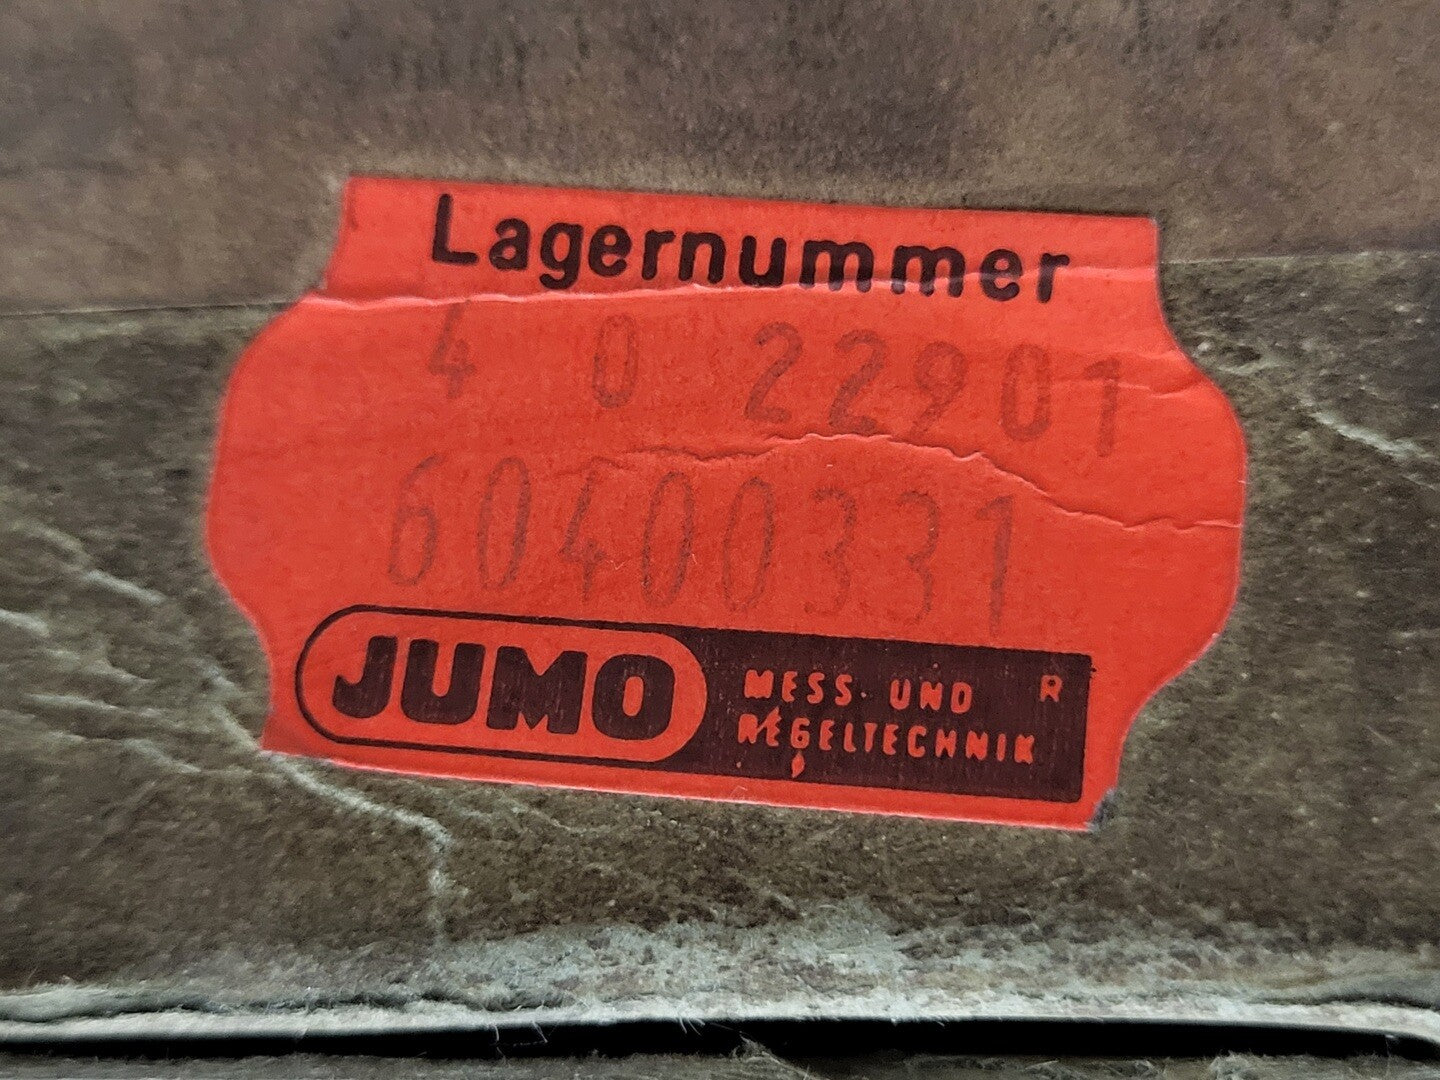 Lagernummer
4 0 22901
60400331
JUMO MESS- UND R
REGELTECHNIK